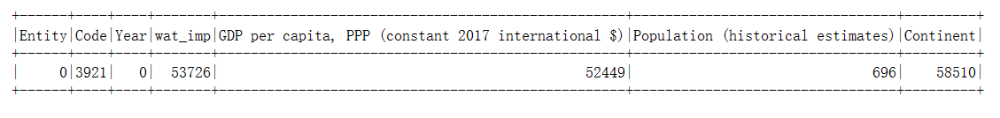 +------+----+----+-------+---------------------------------------------------+-------------------------------+---------+
|Entity|Code|Year|wat_imp|GDP per capita, PPP (constant 2017 international $)|Population (historical estimates)|Continent|
+------+----+----+-------+---------------------------------------------------+-------------------------------+---------+
| 0|3921| 0| 53726| 52449| 696| 58510|
+------+----+----+-------+---------------------------------------------------+-------------------------------+---------+